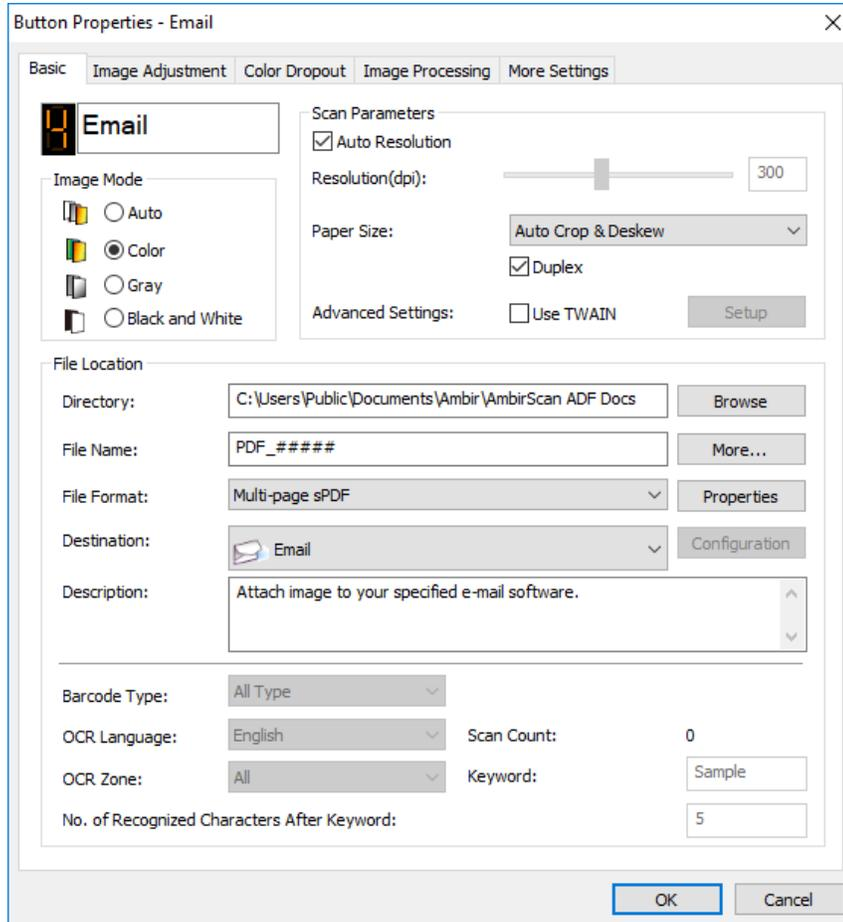 Button Properties - Email
Basic Image Adjustment Color Dropout Image Processing More Settings
4 Email
Scan Parameters
Auto Resolution
Resolution(dpi): 300
Paper Size: Auto Crop & Deskew
Duplex
Advanced Settings: Use TWAIN Setup
Image Mode
Auto
Color
Gray
Black and White
File Location
Directory: C:\Users\Public\Documents\Ambir\AmbirScan ADF Docs Browse
File Name: PDF_##### More...
File Format: Multi-page sPDF Properties
Destination: Email Configuration
Description: Attach image to your specified e-mail software.
Barcode Type: All Type
OCR Language: English Scan Count: 0
OCR Zone: All Keyword: Sample
No. of Recognized Characters After Keyword: 5
OK Cancel